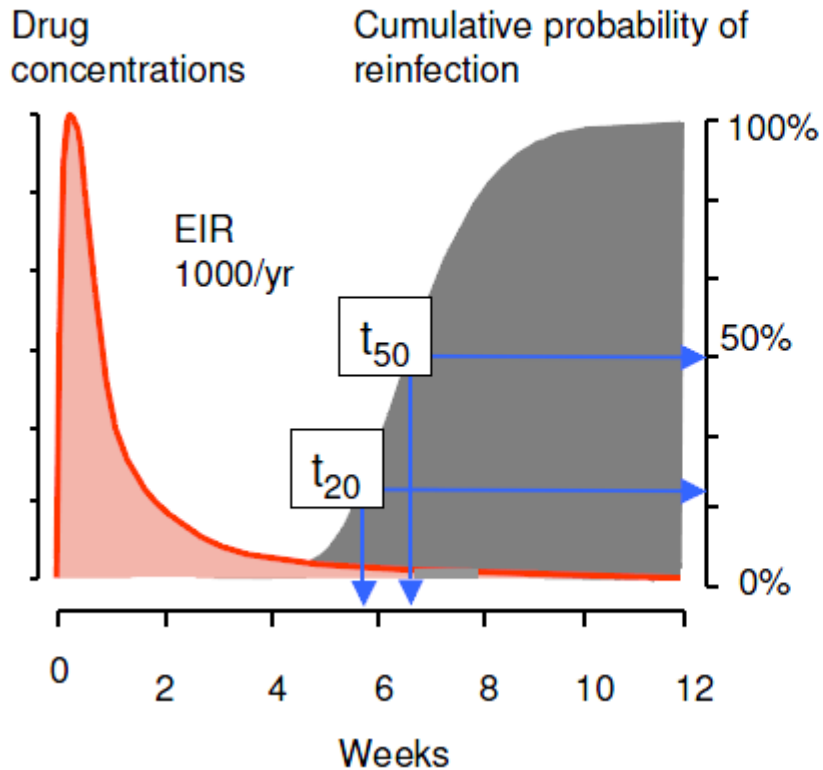 Drug
concentrations
Cumulative probability of
reinfection
100%
EIR
1000/yr
t50
50%
t20
0%
0
2
4
6
8
10
12
Weeks